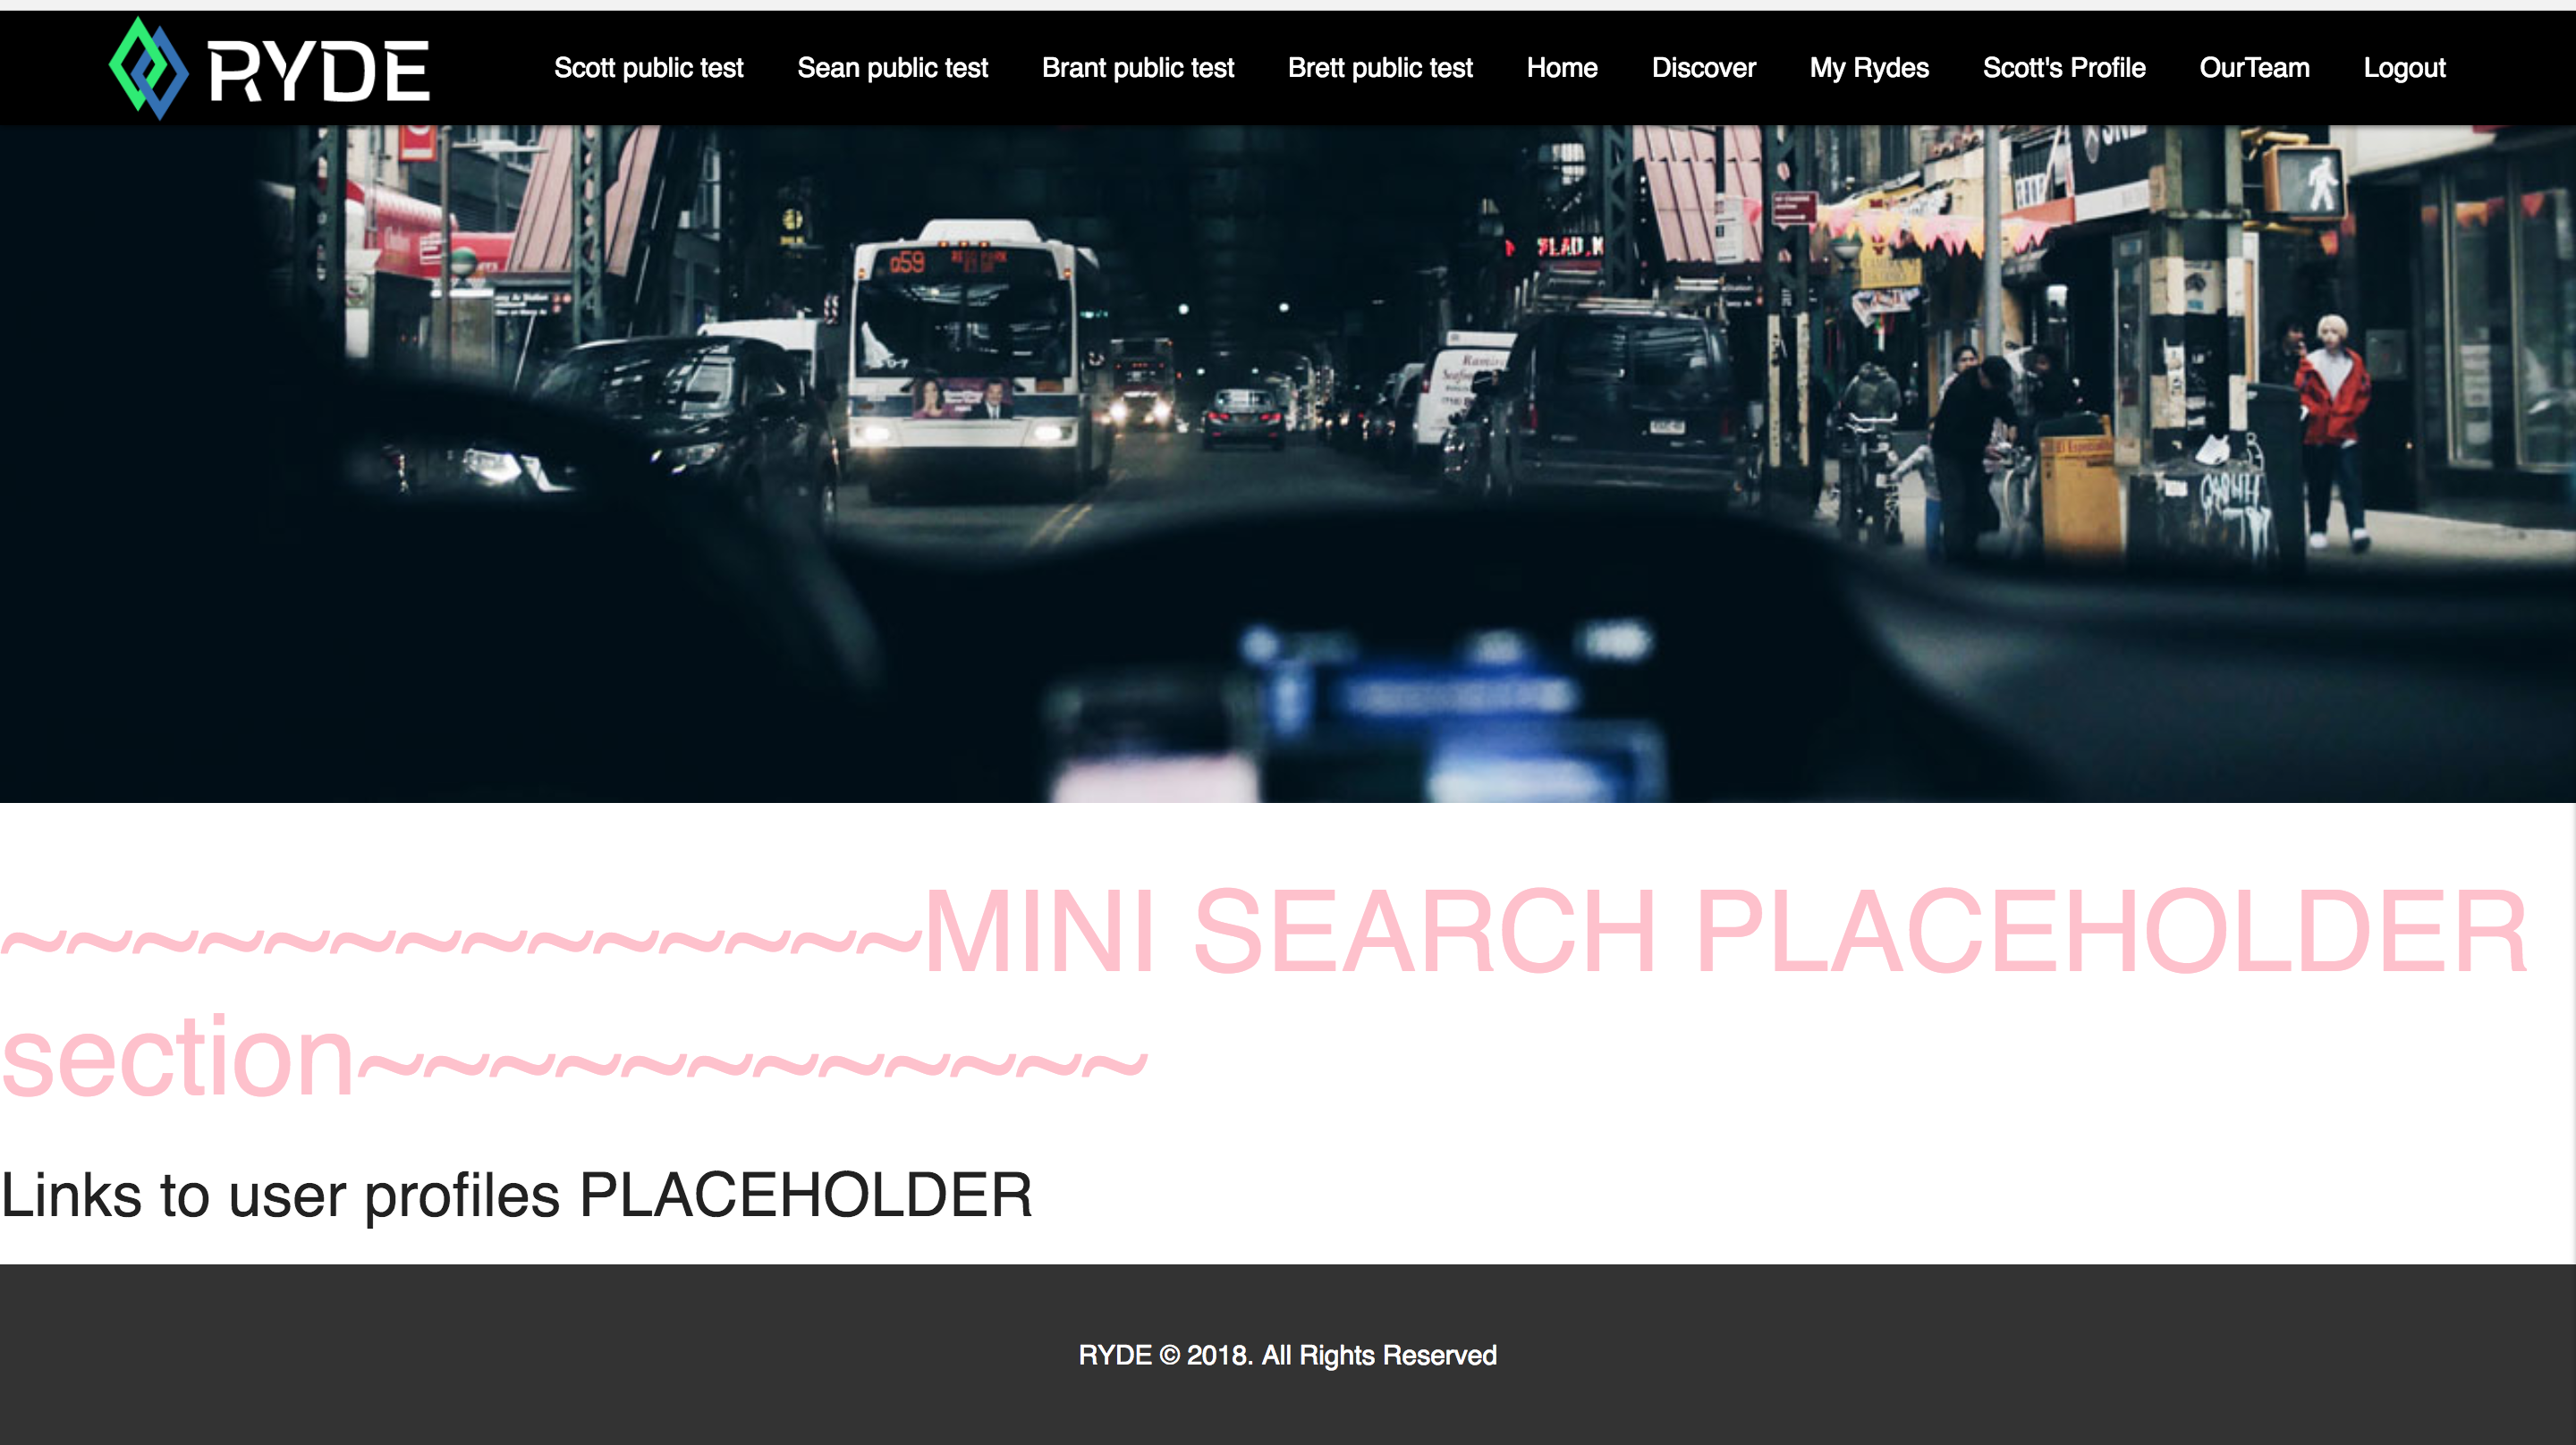 RYDE
Scott public test
Sean public test
Brant public test
Brett public test
Home
Discover
My Rydes
Scott's Profile
OurTeam
Logout
Q59
~~~~~~~~~~~~~~MINI SEARCH PLACEHOLDER
section~~~~~~~~~~~~
Links to user profiles PLACEHOLDER
RYDE © 2018. All Rights Reserved